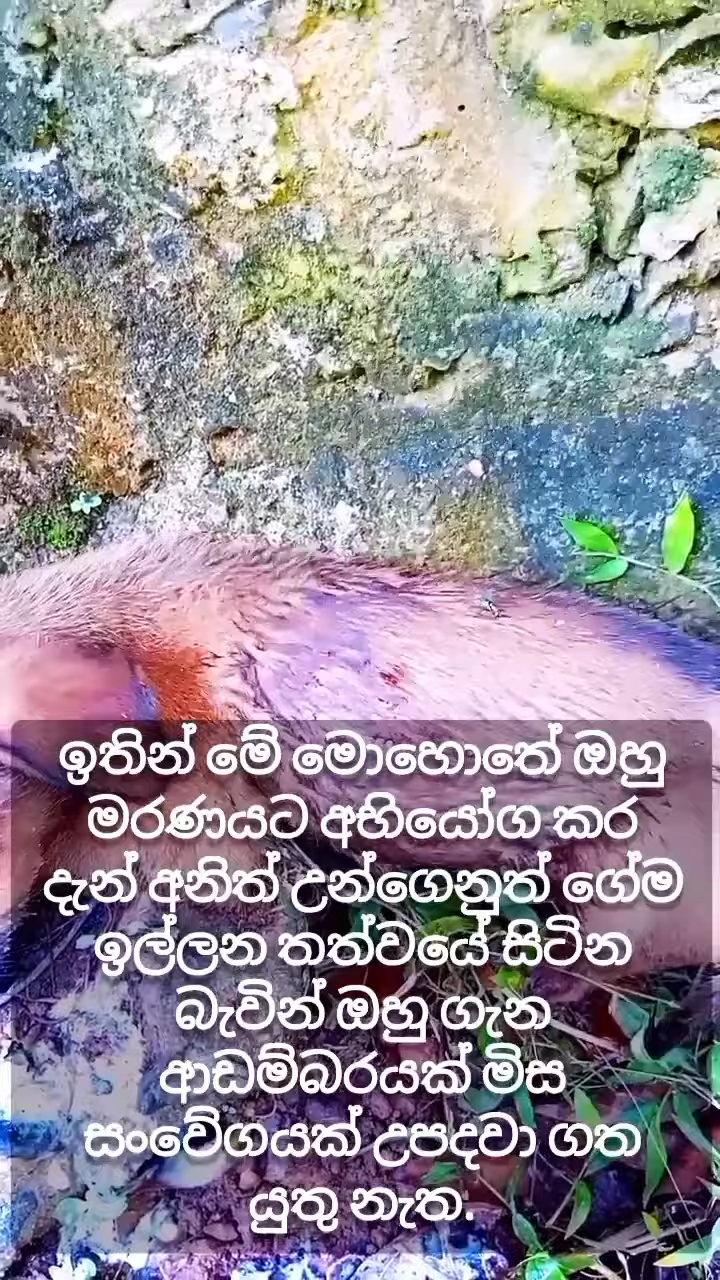 ඉතින් මේ මොහොතේ ඔහු
මරණයට අභියෝග කර
දැන් අනිත් උන්ගෙනුත් ගේම
ඉල්ලන තත්වයේ සිටින
බැවින් ඔහු ගැන
ආඩම්බරයක් මිස
සංවේගයක් උපදවා ගත
යුතු නැත.